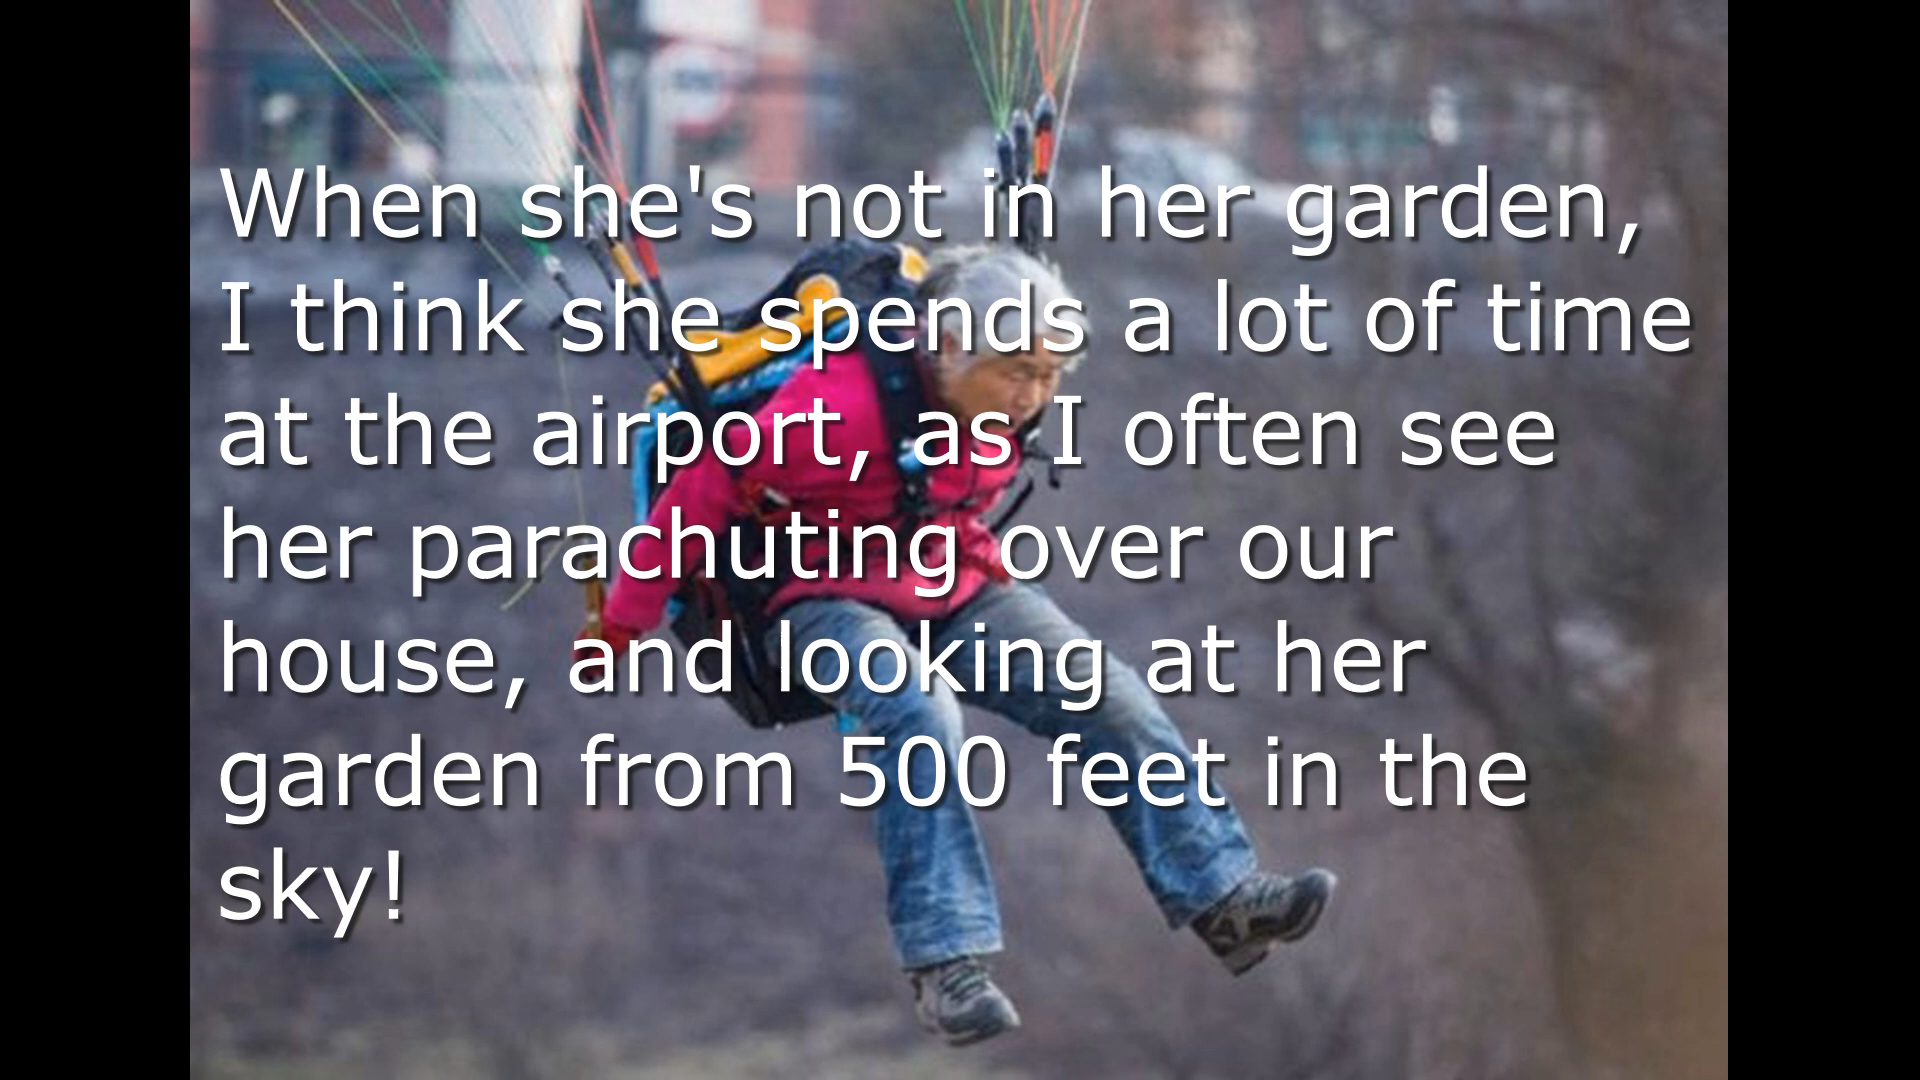 When she's not in her garden,
I think she spends a lot of time
at the airport, as I often see
her parachuting over our
house, and looking at her
garden from 500 feet in the
sky!